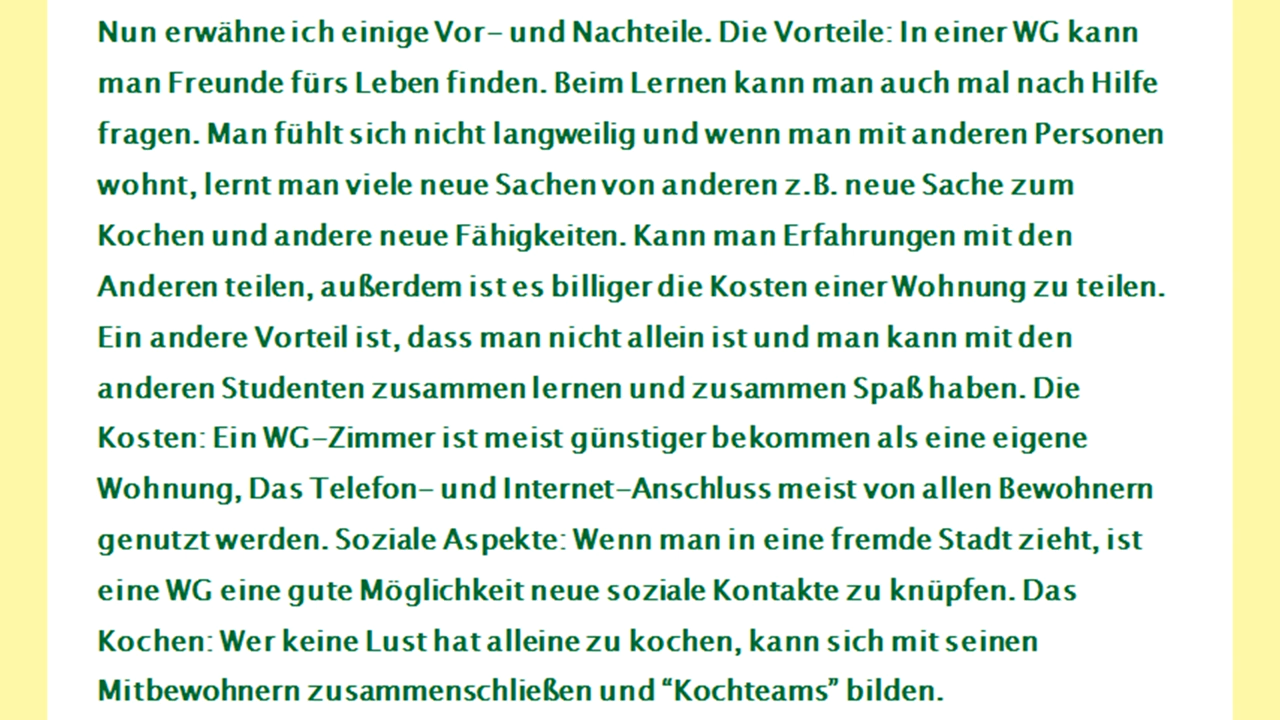 Nun erwähne ich einige Vor- und Nachteile. Die Vorteile: In einer WG kann
man Freunde fürs Leben finden. Beim Lernen kann man auch mal nach Hilfe
fragen. Man fühlt sich nicht langweilig und wenn man mit anderen Personen
wohnt, lernt man viele neue Sachen von anderen z.B. neue Sache zum
Kochen und andere neue Fähigkeiten. Kann man Erfahrungen mit den
Anderen teilen, außerdem ist es billiger die Kosten einer Wohnung zu teilen.
Ein andere Vorteil ist, dass man nicht allein ist und man kann mit den
anderen Studenten zusammen lernen und zusammen Spaß haben. Die
Kosten: Ein WG-Zimmer ist meist günstiger bekommen als eine eigene
Wohnung, Das Telefon- und Internet-Anschluss meist von allen Bewohnern
genutzt werden. Soziale Aspekte: Wenn man in eine fremde Stadt zieht, ist
eine WG eine gute Möglichkeit neue soziale Kontakte zu knüpfen. Das
Kochen: Wer keine Lust hat alleine zu kochen, kann sich mit seinen
Mitbewohnern zusammenschließen und “Kochteams” bilden.